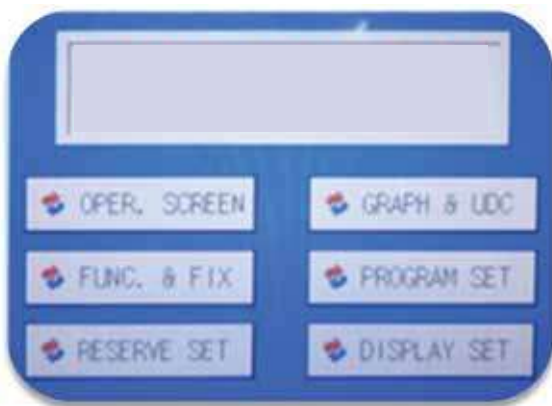 OPER. SCREEN
GRAPH & UDC
FUNC. & FIX
PROGRAM SET
RESERVE SET
DISPLAY SET